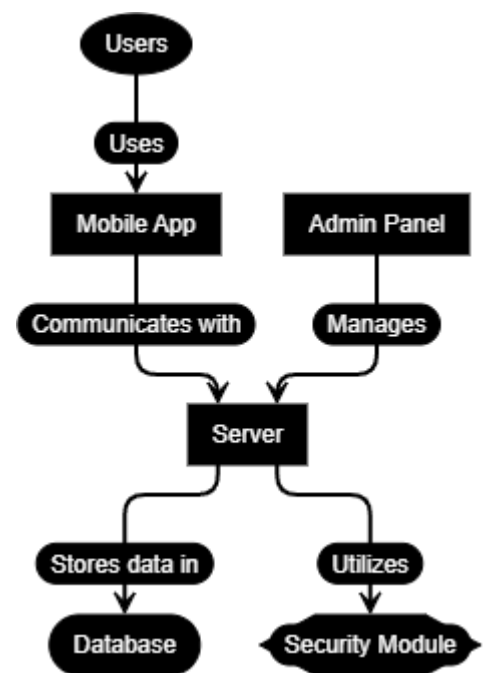 Users
Uses
Mobile App
Admin Panel
Communicates with
Manages
Server
Stores data in
Utilizes
Database
Security Module